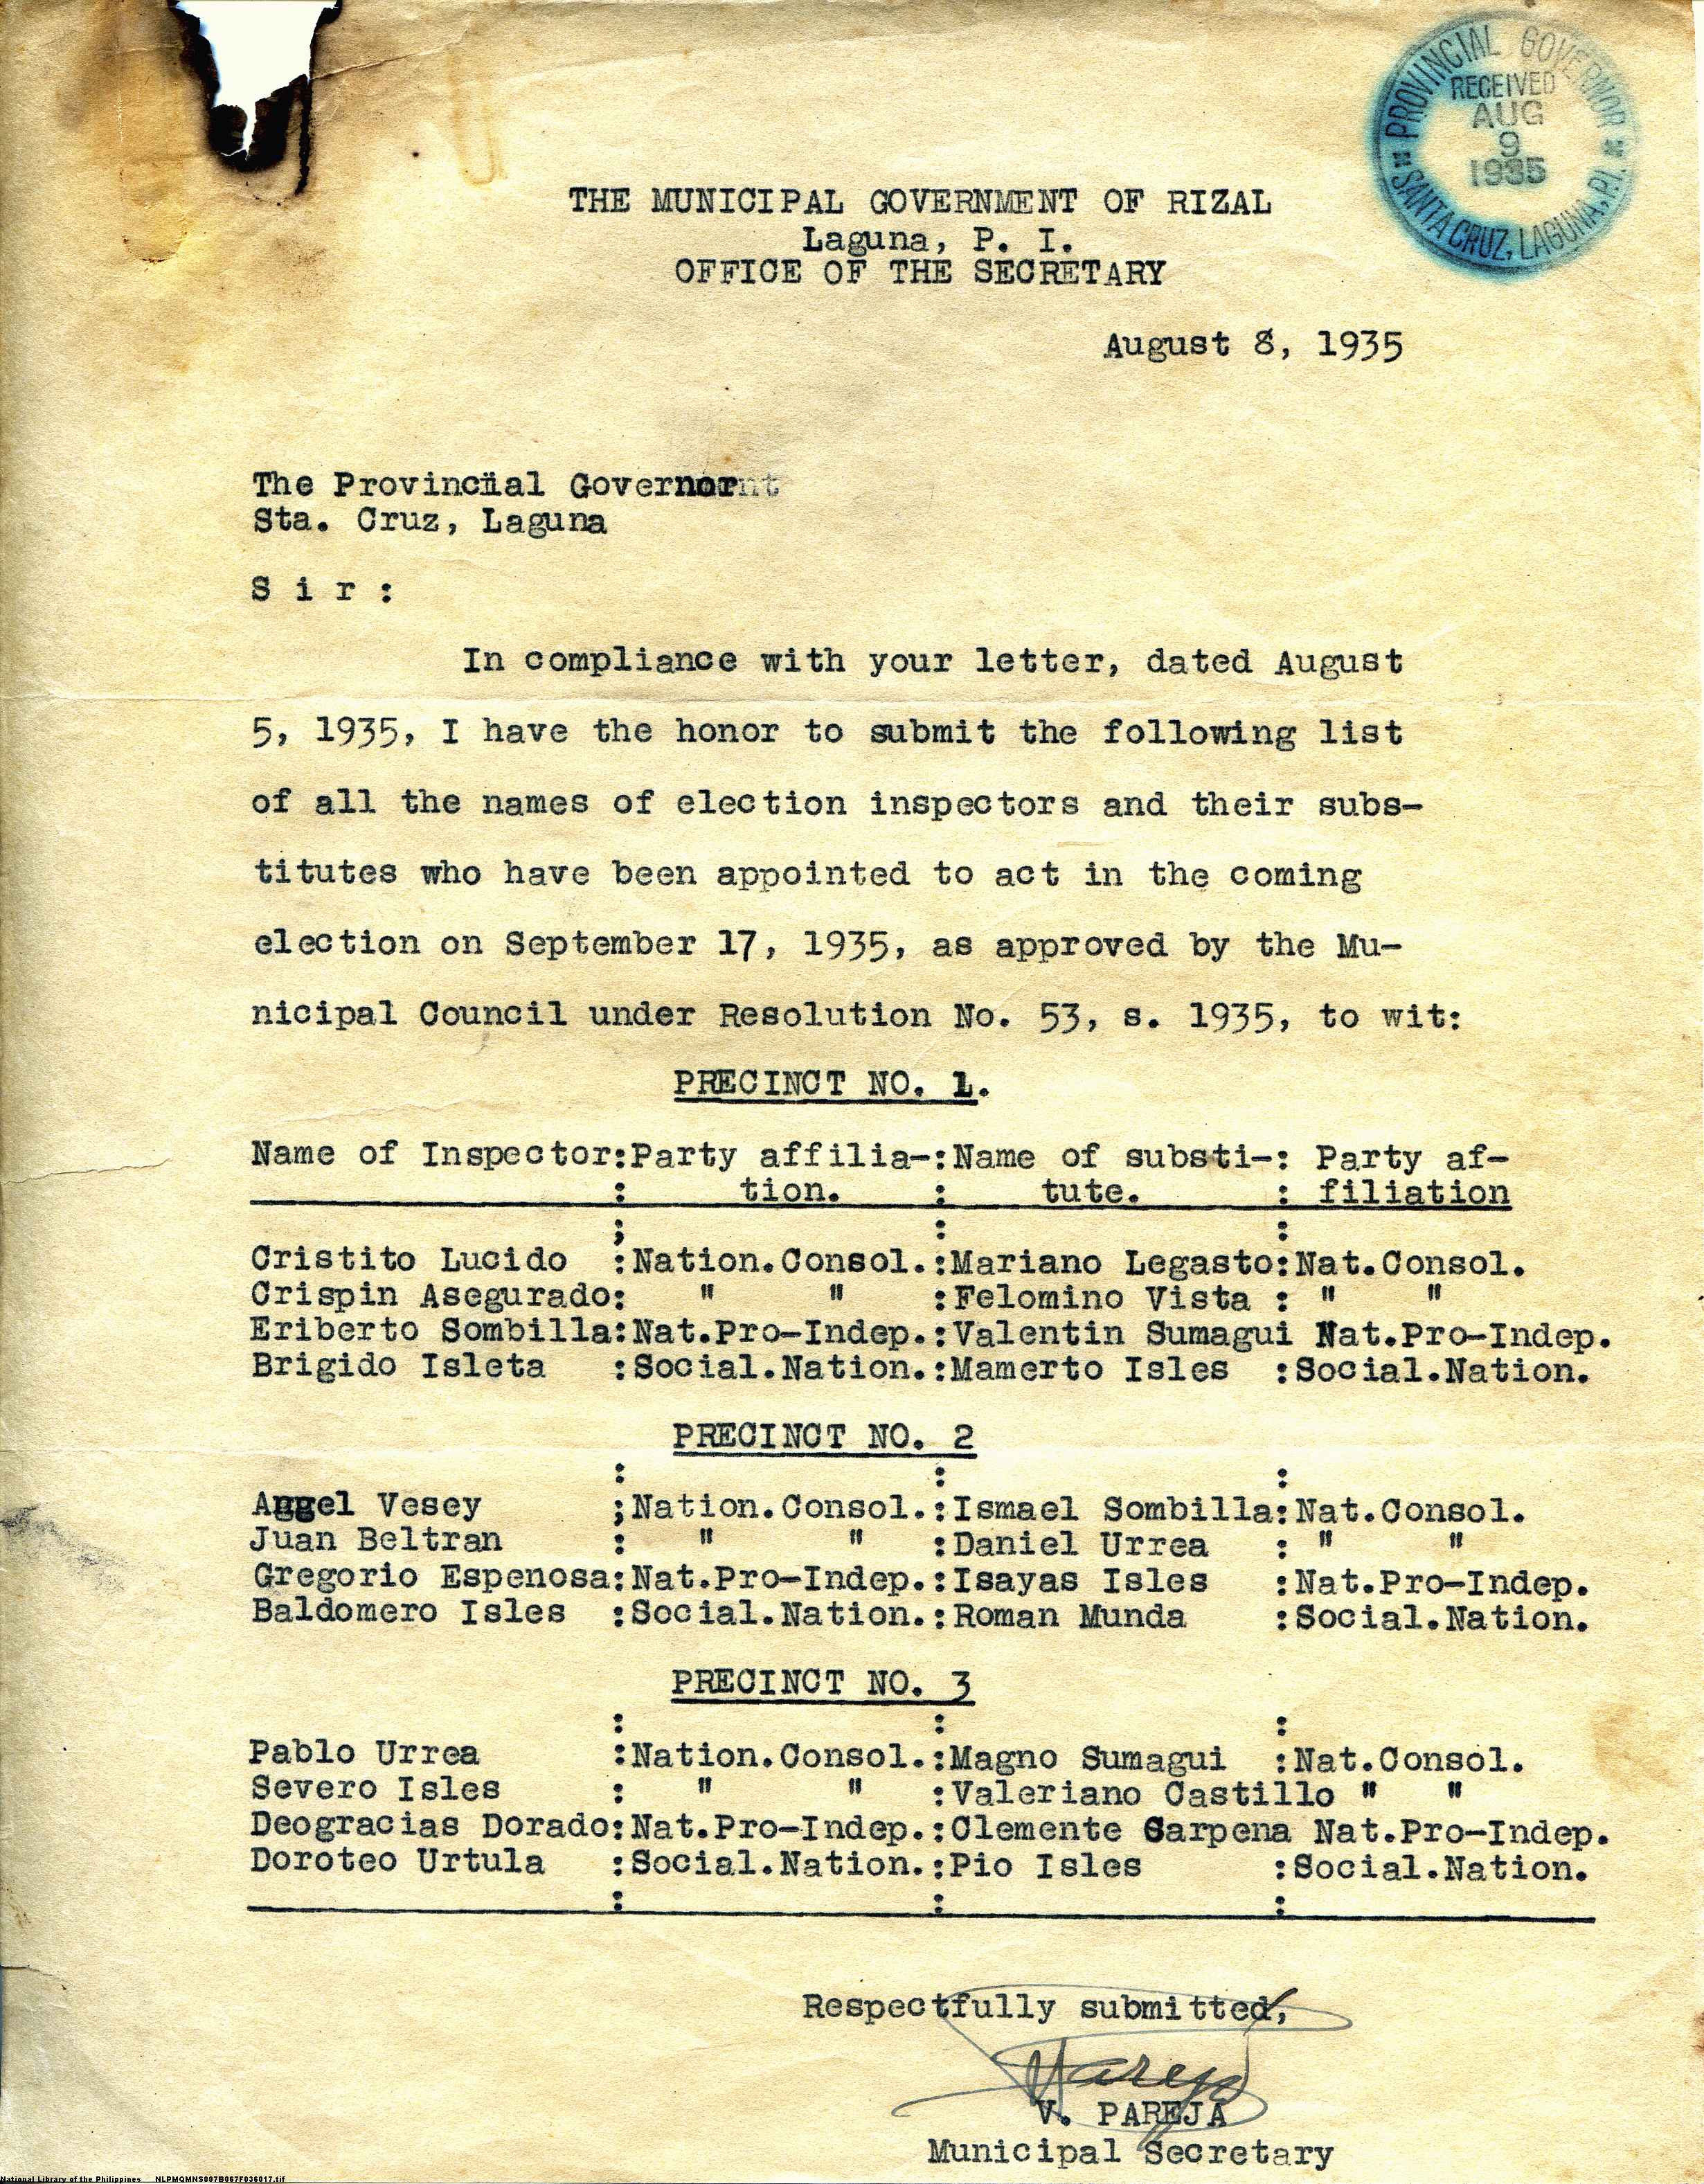 PROVINCIAL GOVERNOR
RECEIVED
AUG
9
1935
SANTA CRUZ, LAGUNA, P.I.
THE MUNICIPAL GOVERNMENT OF RIZAL
Laguna, P. I.
OFFICE OF THE SECRETARY
August 8, 1935
The Provincial Governor
Sta. Cruz, Laguna
S i r :
In compliance with your letter, dated August
5, 1935, I have the honor to submit the following list
of all the names of election inspectors and their subs-
titutes who have been appointed to act in the coming
election on September 17, 1935, as approved by the Mu-
nicipal Council under Resolution No. 53, s. 1935, to wit:
PRECINCT NO. 1.
Name of Inspector:Party affilia-:Name of substi-: Party af-
: tion. : tute. : filiation
; : :
Cristito Lucido :Nation.Consol.:Mariano Legasto:Nat.Consol.
Crispin Asegurado: " " :Felomino Vista : " "
Eriberto Sombilla:Nat.Pro-Indep.:Valentin Sumagui Nat.Pro-Indep.
Brigido Isleta :Social.Nation.:Mamerto Isles :Social.Nation.
PRECINCT NO. 2
: : :
Angel Vesey ;Nation.Consol.:Ismael Sombilla:Nat.Consol.
Juan Beltran : " " :Daniel Urrea : " "
Gregorio Espenosa:Nat.Pro-Indep.:Isayas Isles :Nat.Pro-Indep.
Baldomero Isles :Social.Nation.:Roman Munda :Social.Nation.
PRECINCT NO. 3
: : :
Pablo Urrea :Nation.Consol.:Magno Sumagui :Nat.Consol.
Severo Isles : " " :Valeriano Castillo " "
Deogracias Dorado:Nat.Pro-Indep.:Clemente Sarpena Nat.Pro-Indep.
Doroteo Urtula :Social.Nation.:Pio Isles :Social.Nation.
: : :
Respectfully submitted,
V. PAREJA
Municipal Secretary
National Library of the Philippines NLPMQMNS007B067F036017.tif